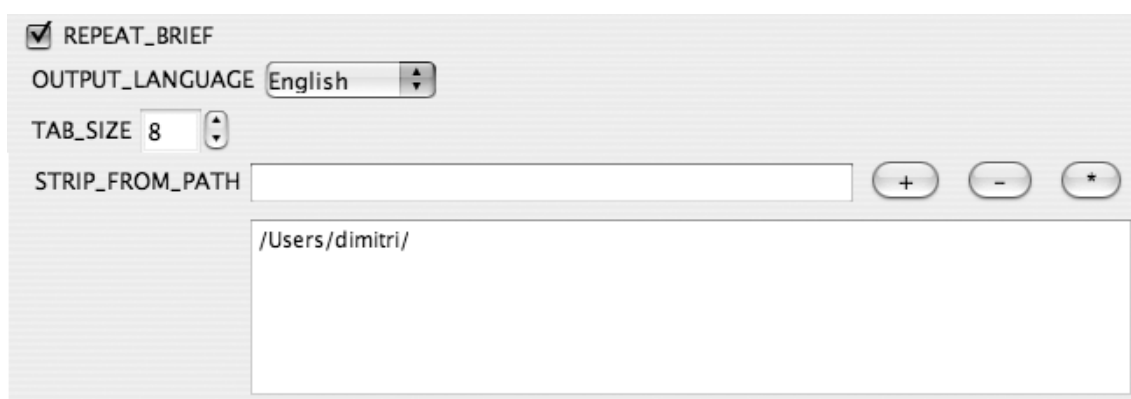 REPEAT_BRIEF
OUTPUT_LANGUAGE English
TAB_SIZE 8
STRIP_FROM_PATH + - *
/Users/dimitri/